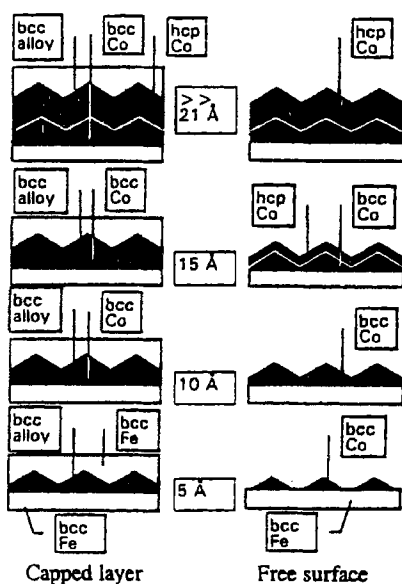 bcc bcc hcp
alloy Co Co
hcp
Co
>>
21 Å
bcc bcc
alloy Co
hcp bcc
Co Co
15 Å
bcc bcc
alloy Co
bcc
Co
10 Å
bcc bcc
alloy Fe
bcc
Co
5 Å
bcc bcc
Fe Fe
Capped layer Free surface